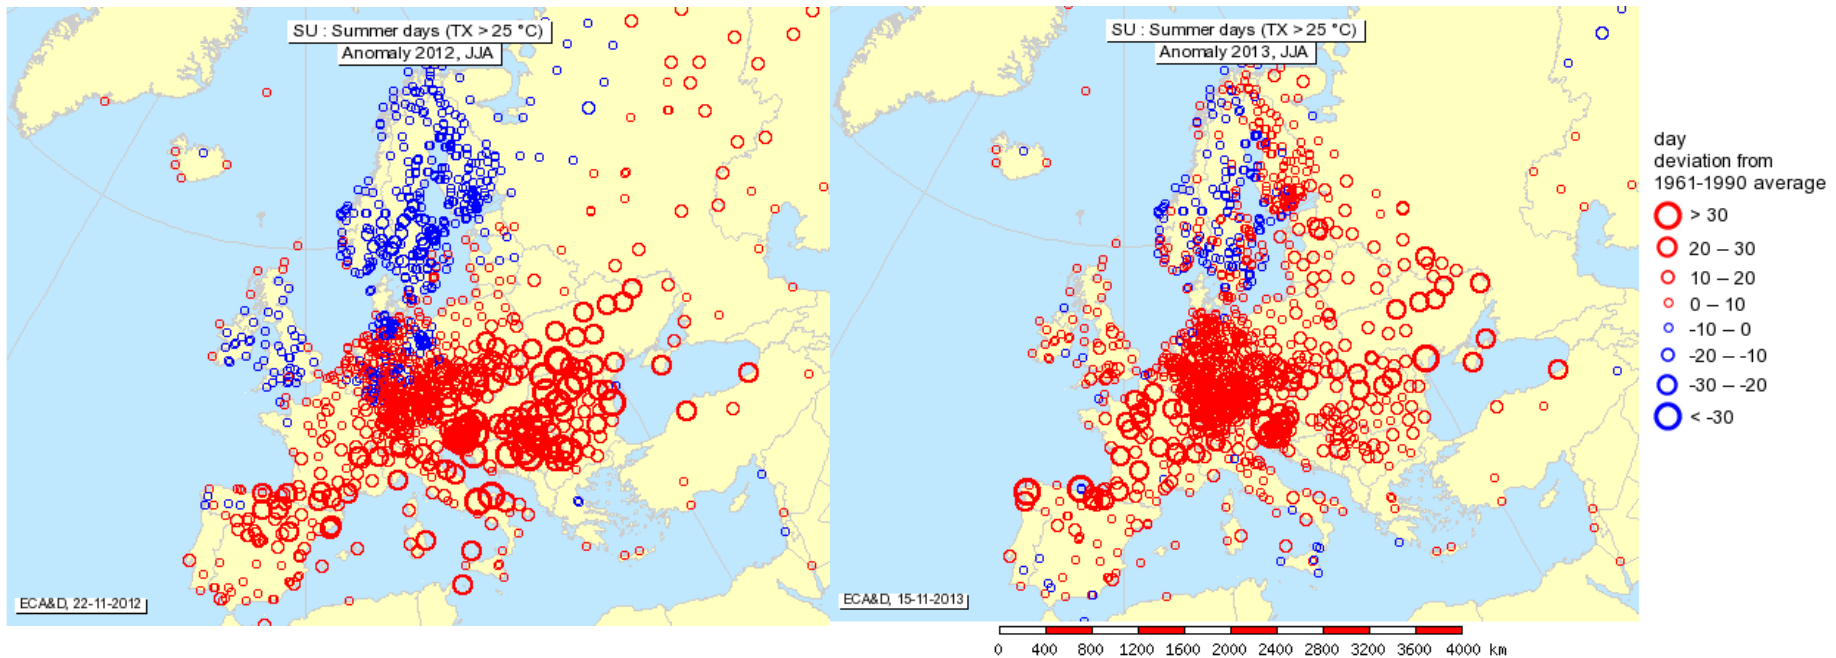 SU : Summer days (TX > 25 °C)
Anomaly 2012, JJA
ECA&D, 22-11-2012
SU : Summer days (TX > 25 °C)
Anomaly 2013, JJA
ECA&D, 15-11-2013
day
deviation from
1961-1990 average
> 30
20 – 30
10 – 20
0 – 10
-10 – 0
-20 – -10
-30 – -20
< -30
0 400 800 1200 1600 2000 2400 2800 3200 3600 4000 km